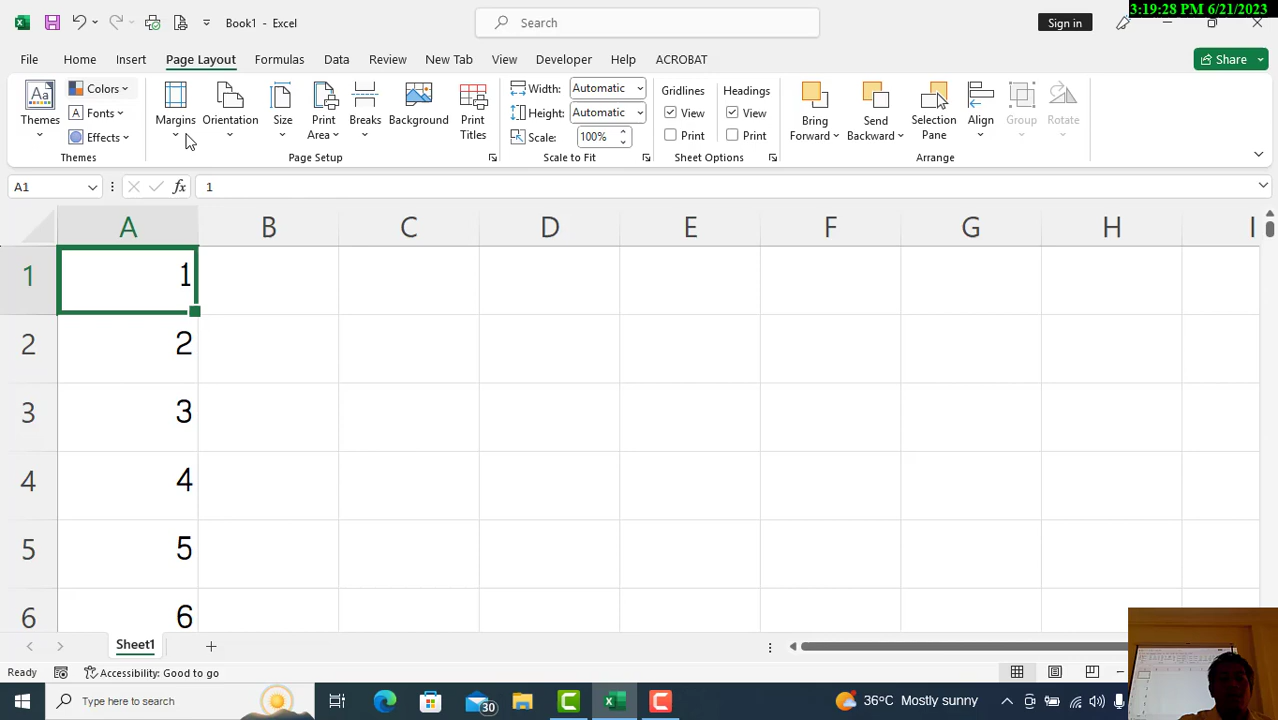 3:19:28 PM 6/21/2023
Book1 - Excel
Search
Sign in
File Home Insert Page Layout Formulas Data Review View New Tab Developer Help ACROBAT
Share
Themes
Colors
Fonts
Effects
Themes
Margins
Orientation
Size
Print Area
Breaks
Background
Print Titles
Page Setup
Width: Automatic
Height: Automatic
Scale: 100%
Scale to Fit
Gridlines
View
Print
Headings
View
Print
Sheet Options
Bring Forward
Send Backward
Selection Pane
Align
Group
Rotate
Arrange
A1
fx
1
A B C D E F G H I
1 1
2 2
3 3
4 4
5 5
6 6
Sheet1
Ready
Accessibility: Good to go
Type here to search
30
36°C Mostly sunny